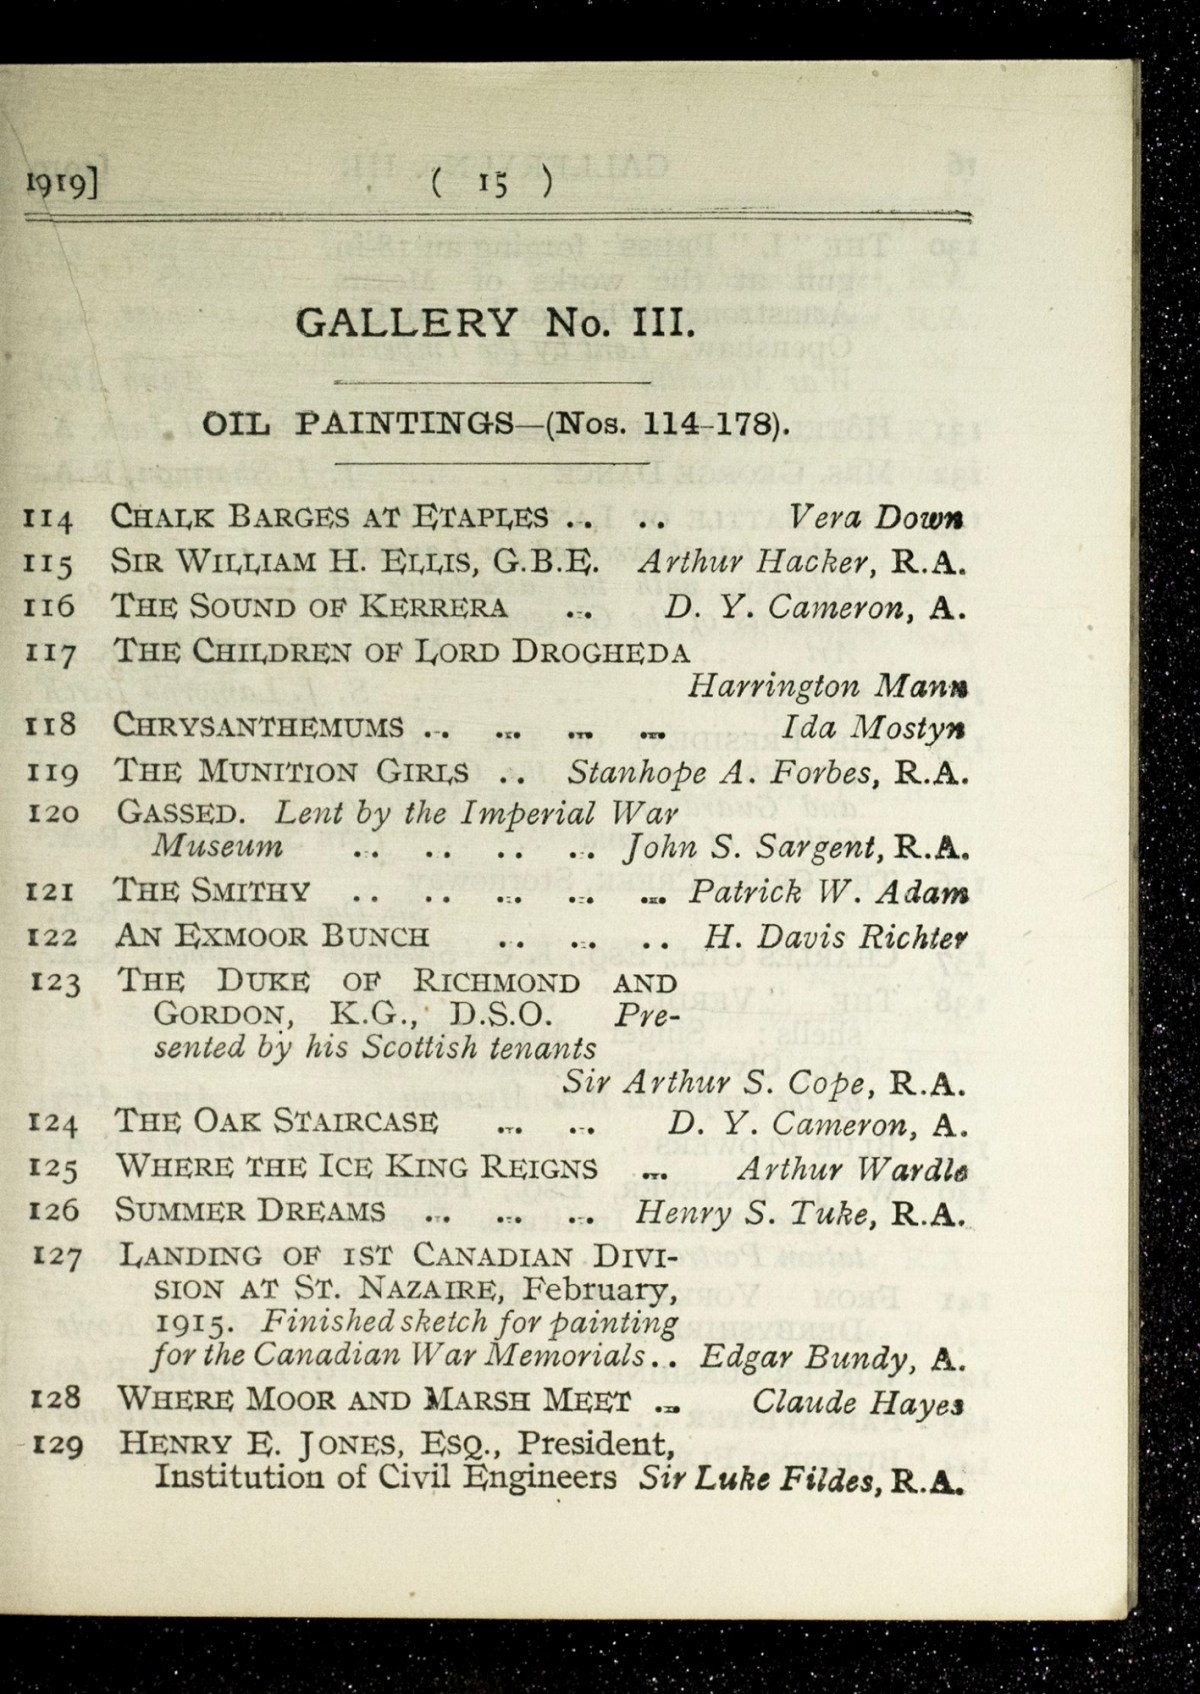 1919] ( 15 )
GALLERY No. III.
OIL PAINTINGS—(Nos. 114-178).
114 CHALK BARGES AT ETAPLES .. .. Vera Down
115 SIR WILLIAM H. ELLIS, G.B.E. Arthur Hacker, R.A.
116 THE SOUND OF KERRERA .. D. Y. Cameron, A.
117 THE CHILDREN OF LORD DROGHEDA
Harrington Mann
118 CHRYSANTHEMUMS .. .. .. .. Ida Mostyn
119 THE MUNITION GIRLS .. Stanhope A. Forbes, R.A.
120 GASSED. Lent by the Imperial War
Museum .. .. .. .. John S. Sargent, R.A.
121 THE SMITHY .. .. .. .. .. Patrick W. Adam
122 AN EXMOOR BUNCH .. .. .. H. Davis Richter
123 THE DUKE OF RICHMOND AND
GORDON, K.G., D.S.O. Pre-
sented by his Scottish tenants
Sir Arthur S. Cope, R.A.
124 THE OAK STAIRCASE .. .. D. Y. Cameron, A.
125 WHERE THE ICE KING REIGNS .. Arthur Wardle
126 SUMMER DREAMS .. .. .. Henry S. Tuke, R.A.
127 LANDING OF 1ST CANADIAN DIVI-
SION AT ST. NAZAIRE, February,
1915. Finished sketch for painting
for the Canadian War Memorials .. Edgar Bundy, A.
128 WHERE MOOR AND MARSH MEET .. Claude Hayes
129 HENRY E. JONES, ESQ., President,
Institution of Civil Engineers Sir Luke Fildes, R.A.